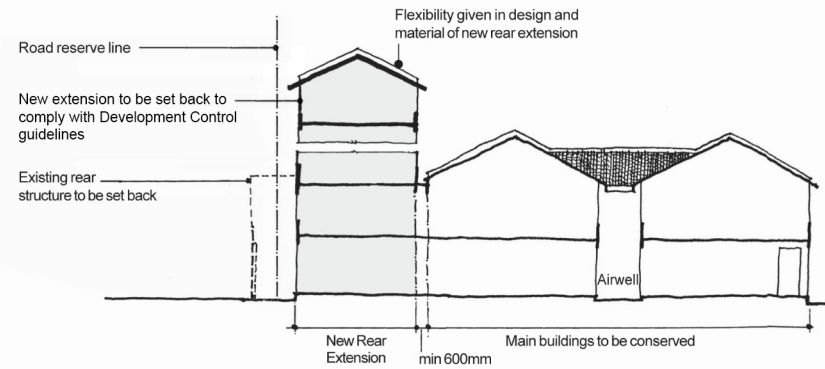 Flexibility given in design and
material of new rear extension
Road reserve line
New extension to be set back to
comply with Development Control
guidelines
Existing rear
structure to be set back
Airwell
New Rear
Extension
min 600mm
Main buildings to be conserved